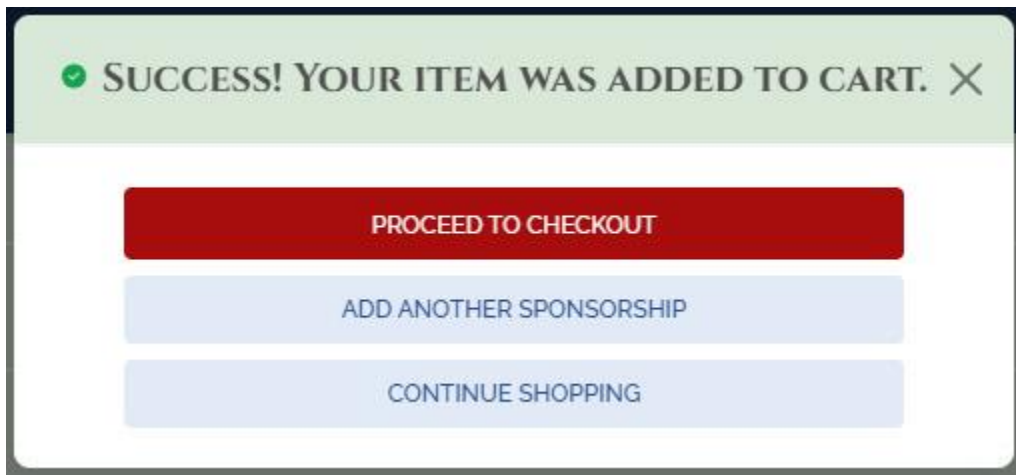 Success! Your item was added to cart.
PROCEED TO CHECKOUT
ADD ANOTHER SPONSORSHIP
CONTINUE SHOPPING